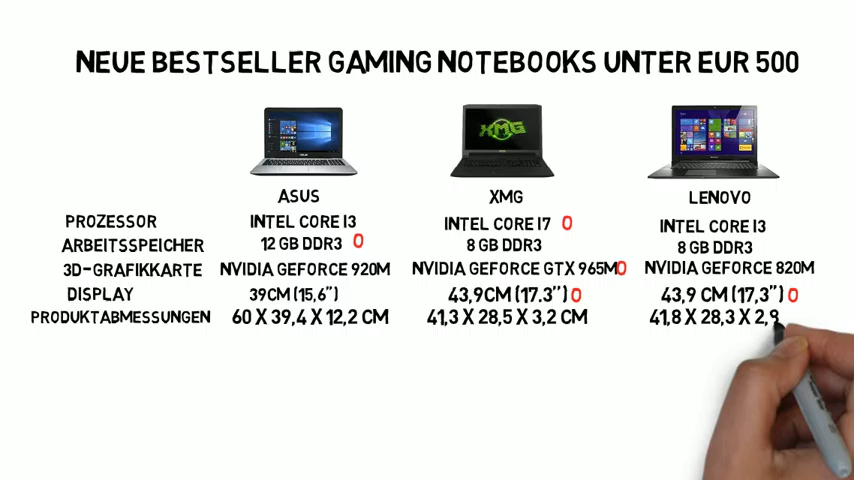 NEUE BESTSELLER GAMING NOTEBOOKS UNTER EUR 500
XMG
ASUS XMG LENOVO
PROZESSOR INTEL CORE I3 INTEL CORE I7 O INTEL CORE I3
ARBEITSSPEICHER 12 GB DDR3 O 8 GB DDR3 8 GB DDR3
3D-GRAFIKKARTE NVIDIA GEFORCE 920M NVIDIA GEFORCE GTX 965M O NVIDIA GEFORCE 820M
DISPLAY 39CM (15,6") 43,9CM (17.3") O 43,9 CM (17,3") O
PRODUKTABMESSUNGEN 60 X 39,4 X 12,2 CM 41,3 X 28,5 X 3,2 CM 41,8 X 28,3 X 2,9